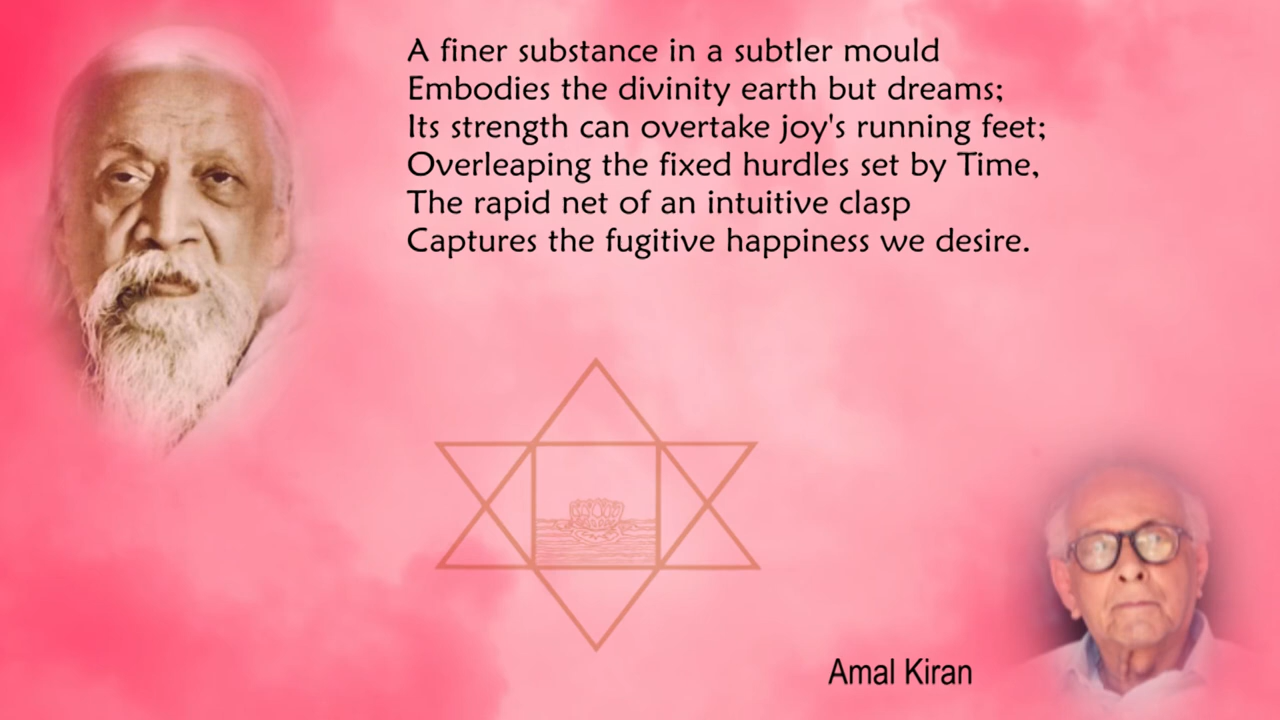 A finer substance in a subtler mould
Embodies the divinity earth but dreams;
Its strength can overtake joy's running feet;
Overleaping the fixed hurdles set by Time,
The rapid net of an intuitive clasp
Captures the fugitive happiness we desire.
Amal Kiran